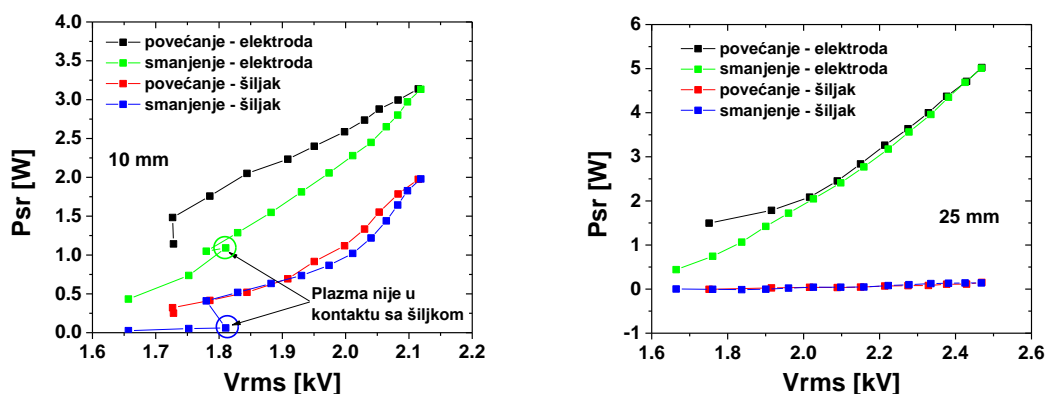 4.0
3.5
3.0
2.5
2.0
1.5
1.0
0.5
0.0
Psr [W]
povećanje - elektroda
smanjenje - elektroda
povećanje - šiljak
smanjenje - šiljak
10 mm
Plazma nije u
kontaktu sa šiljkom
1.6 1.7 1.8 1.9 2.0 2.1 2.2
Vrms [kV]
6
5
4
3
2
1
0
-1
Psr [W]
povećanje - elektroda
smanjenje - elektroda
povećanje - šiljak
smanjenje - šiljak
25 mm
1.6 1.8 2.0 2.2 2.4 2.6
Vrms [kV]